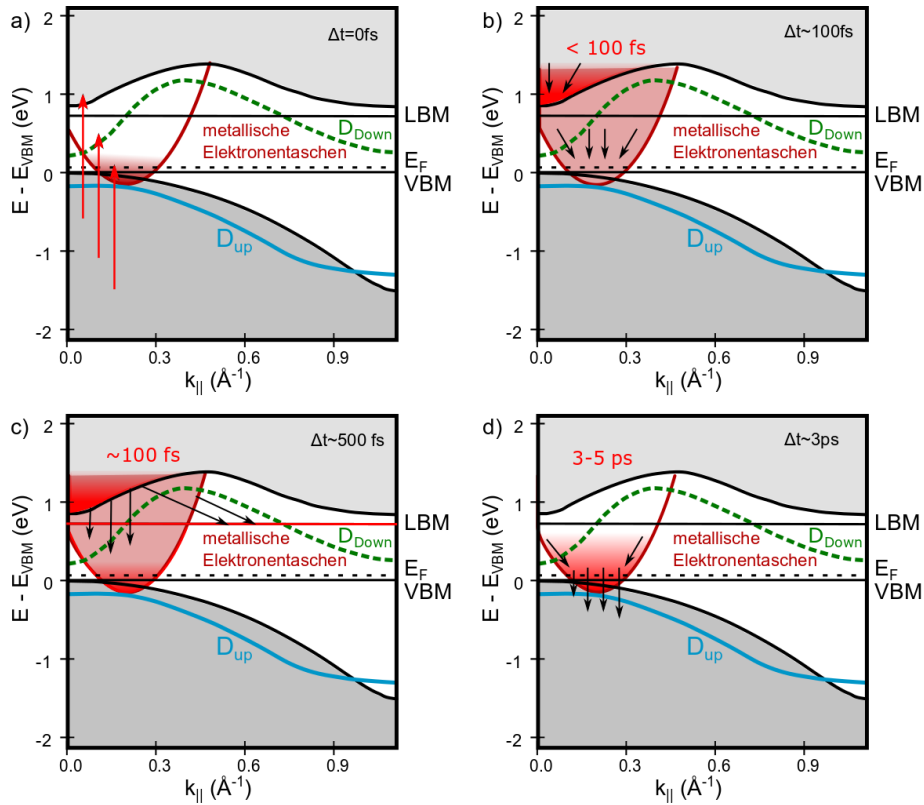 a)
Δt=0fs
2
1
0
-1
-2
E - E_VBM (eV)
LBM
D_Down
metallische
Elektronentaschen
E_F
VBM
D_up
0.0 0.3 0.6 0.9
k_|| (Å⁻¹)
b)
Δt~100fs
< 100 fs
2
1
0
-1
-2
E - E_VBM (eV)
LBM
D_Down
metallische
Elektronentaschen
E_F
VBM
D_up
0.0 0.3 0.6 0.9
k_|| (Å⁻¹)
c)
Δt~500 fs
~100 fs
2
1
0
-1
-2
E - E_VBM (eV)
LBM
metallische
D_Down
Elektronentaschen
E_F
VBM
D_up
0.0 0.3 0.6 0.9
k_|| (Å⁻¹)
d)
Δt~3ps
3-5 ps
2
1
0
-1
-2
E - E_VBM (eV)
LBM
metallische
D_Down
Elektronentaschen
E_F
VBM
D_up
0.0 0.3 0.6 0.9
k_|| (Å⁻¹)